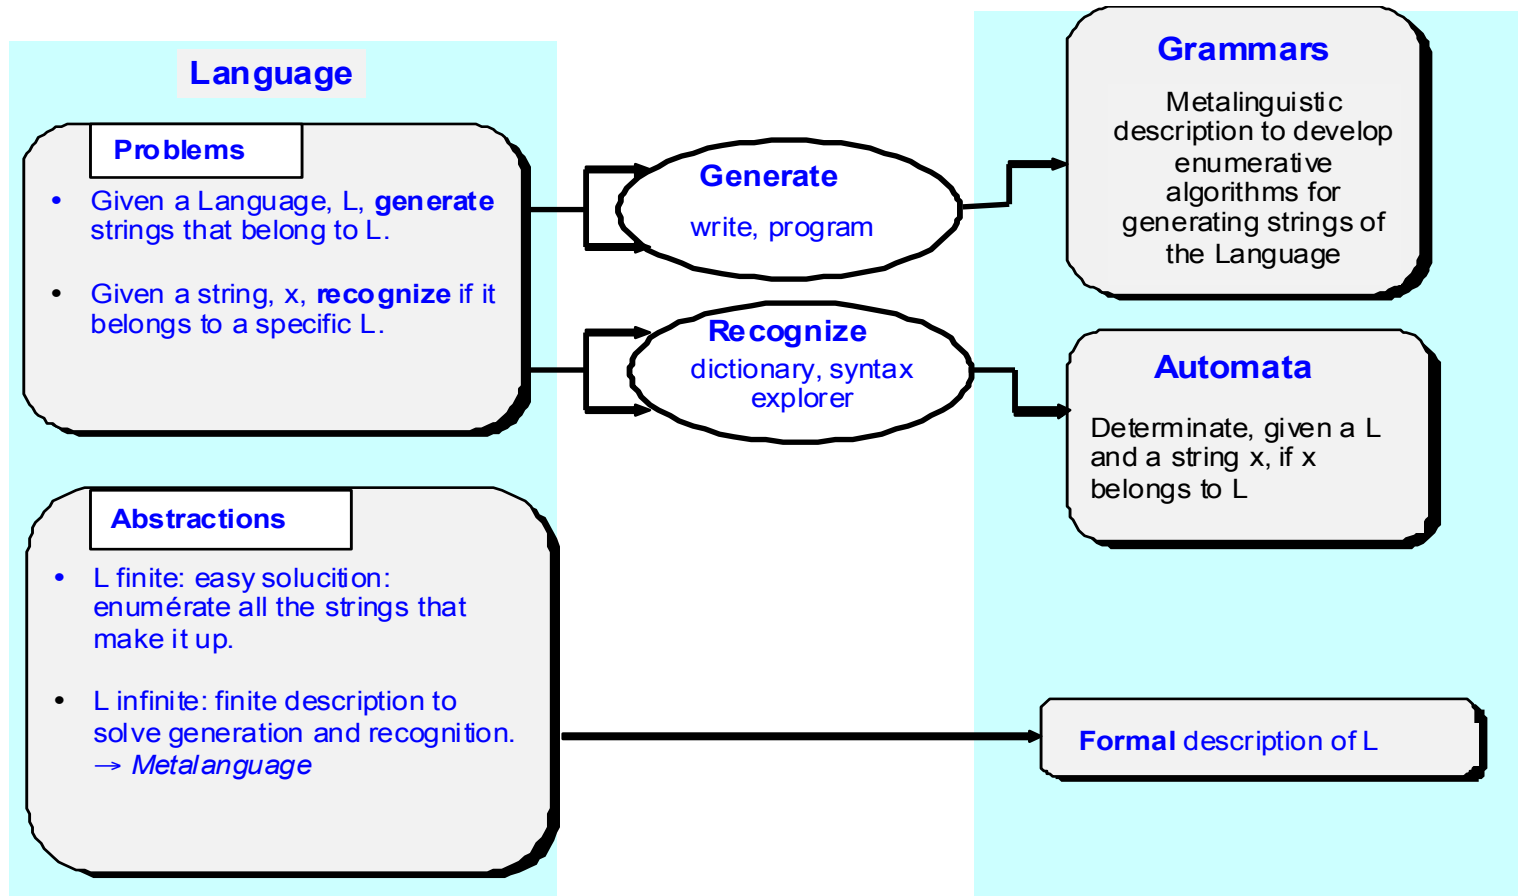 Language
Problems
• Given a Language, L, generate
strings that belong to L.
• Given a string, x, recognize if it
belongs to a specific L.
Abstractions
• L finite: easy solucition:
enumérate all the strings that
make it up.
• L infinite: finite description to
solve generation and recognition.
→ Metalanguage
Generate
write, program
Recognize
dictionary, syntax
explorer
Grammars
Metalinguistic
description to develop
enumerative
algorithms for
generating strings of
the Language
Automata
Determinate, given a L
and a string x, if x
belongs to L
Formal description of L